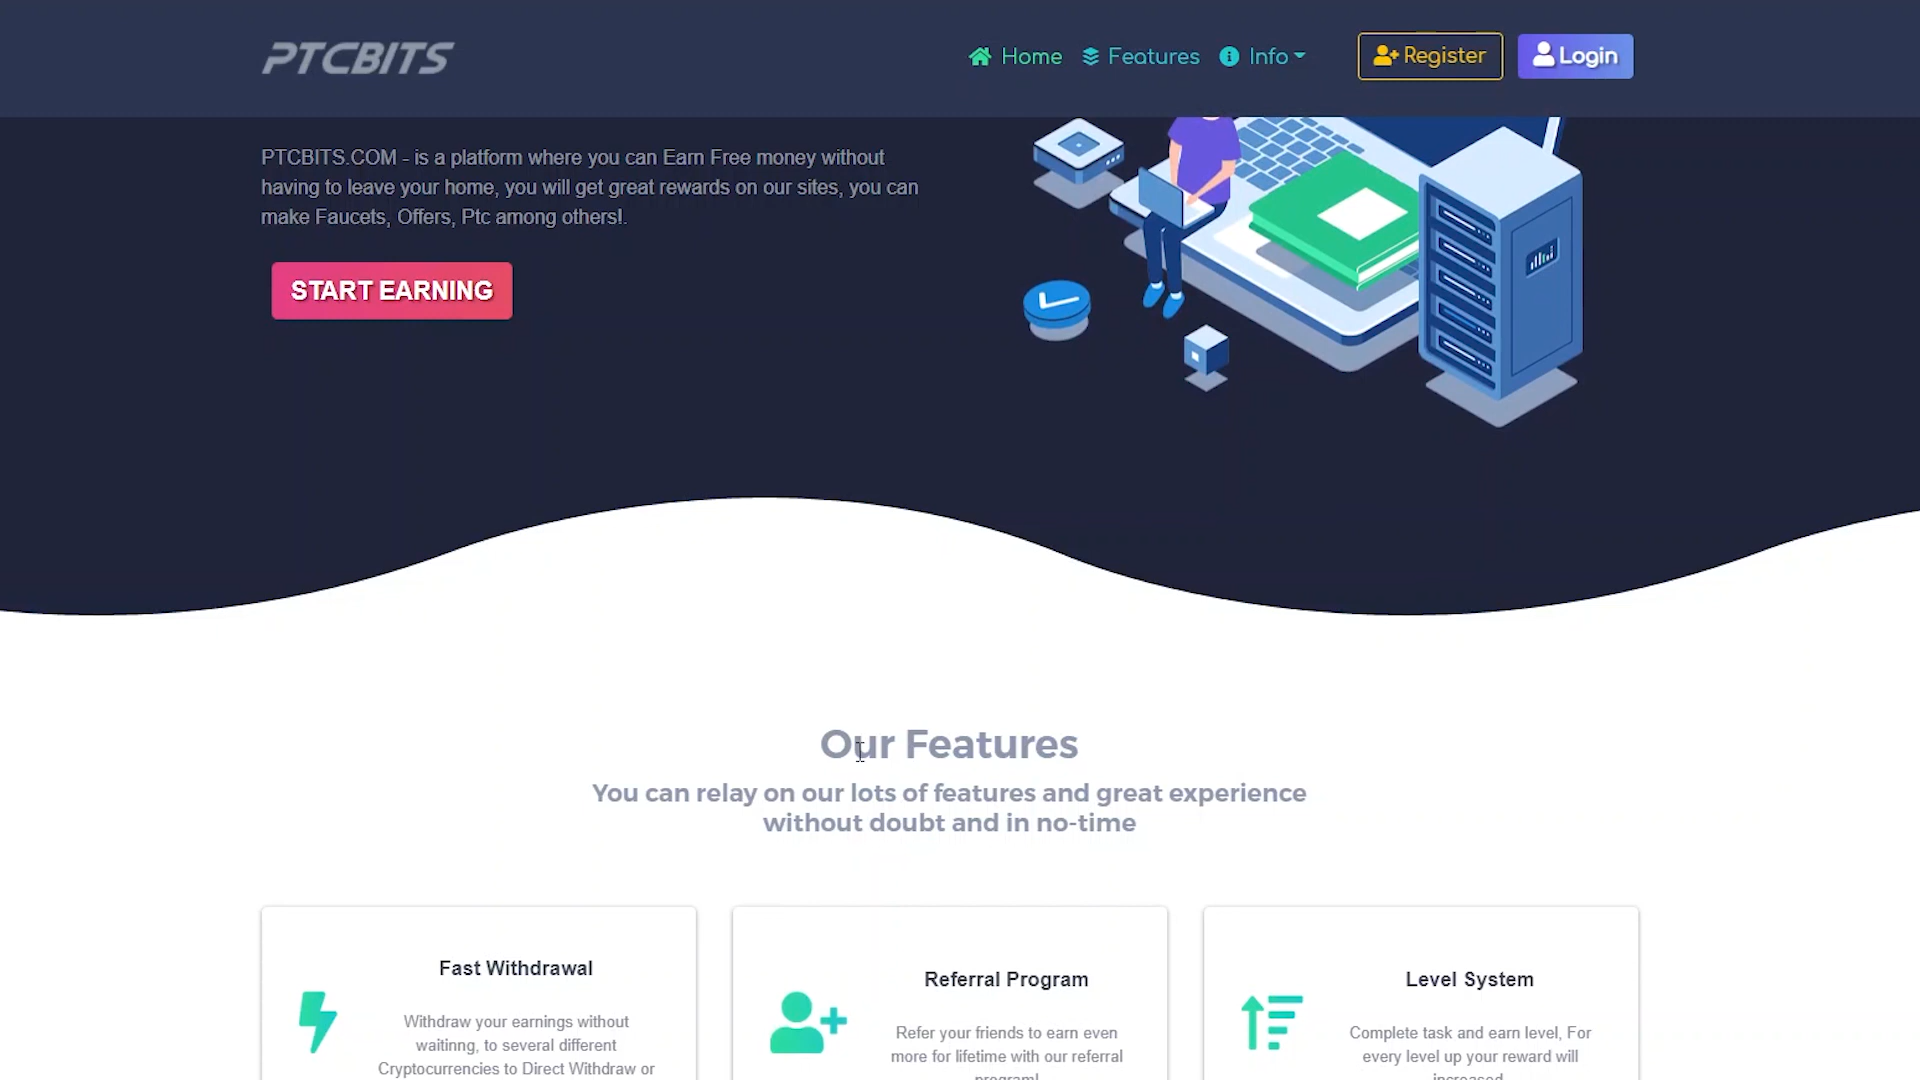 PTCBITS
Home Features Info Register Login
PTCBITS.COM - is a platform where you can Earn Free money without
having to leave your home, you will get great rewards on our sites, you can
make Faucets, Offers, Ptc among others!.
START EARNING
Our Features
You can relay on our lots of features and great experience
without doubt and in no-time
Fast Withdrawal
Withdraw your earnings without
waitinng, to several different
Cryptocurrencies to Direct Withdraw or
Referral Program
Refer your friends to earn even
more for lifetime with our referral
program!
Level System
Complete task and earn level, For
every level up your reward will
increased